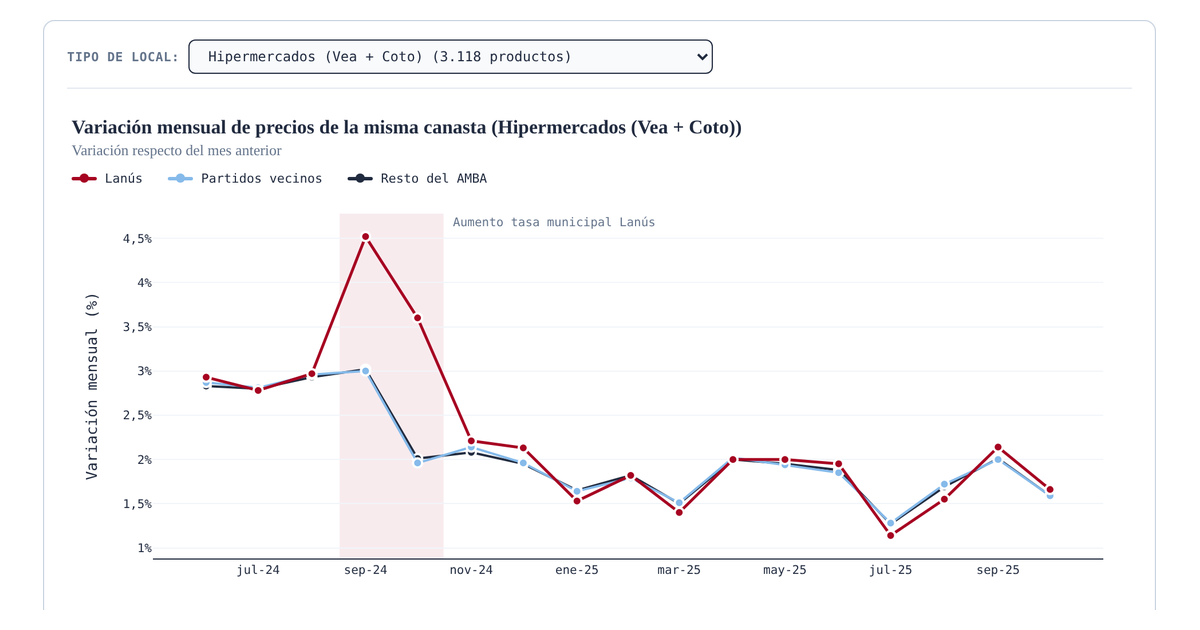 TIPO DE LOCAL: Hipermercados (Vea + Coto) (3.118 productos)
Variación mensual de precios de la misma canasta (Hipermercados (Vea + Coto))
Variación respecto del mes anterior
Lanús Partidos vecinos Resto del AMBA
Aumento tasa municipal Lanús
Variación mensual (%)
4,5%
4%
3,5%
3%
2,5%
2%
1,5%
1%
jul-24 sep-24 nov-24 ene-25 mar-25 may-25 jul-25 sep-25